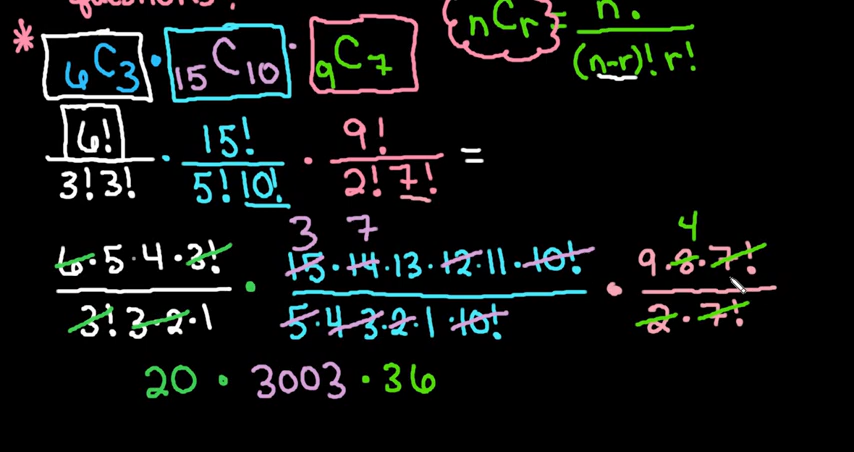 questions!
nCr = n!/(n-r)! r!
* 6C3 · 15C10 · 9C7
6!/3! 3! · 15!/5! 10! · 9!/2! 7! =
3 7 4
6·5·4·3!/3! 3·2·1 · 15·14·13·12·11·10!/5·4·3·2·1·10! · 9·8·7!/2·7!
20 · 3003 · 36